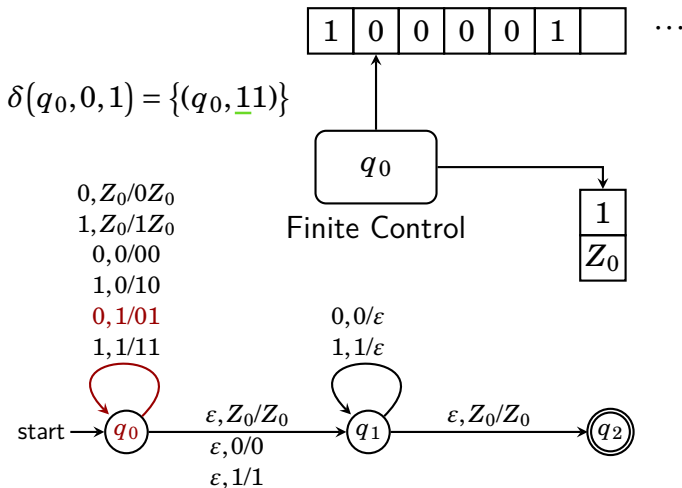 1 0 0 0 0 1 ⋯
δ(q₀, 0, 1) = {(q₀, 11)}
q₀
Finite Control
1
Z₀
0, Z₀/0Z₀
1, Z₀/1Z₀
0, 0/00
1, 0/10
0, 1/01
1, 1/11
0, 0/ε
1, 1/ε
start
q₀
ε, Z₀/Z₀
ε, 0/0
ε, 1/1
q₁
ε, Z₀/Z₀
q₂